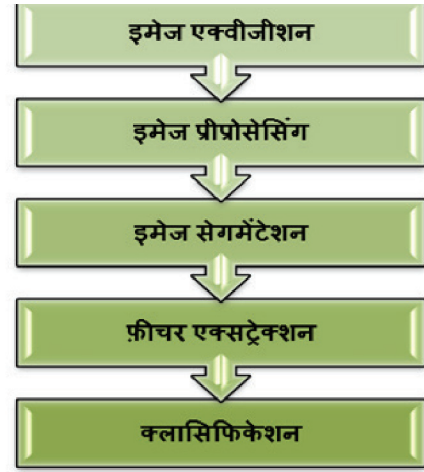 इमेज एक्वीजीशन
इमेज प्रीप्रोसेसिंग
इमेज सेगमेंटेशन
फ़ीचर एक्सट्रेक्शन
क्लासिफिकेशन